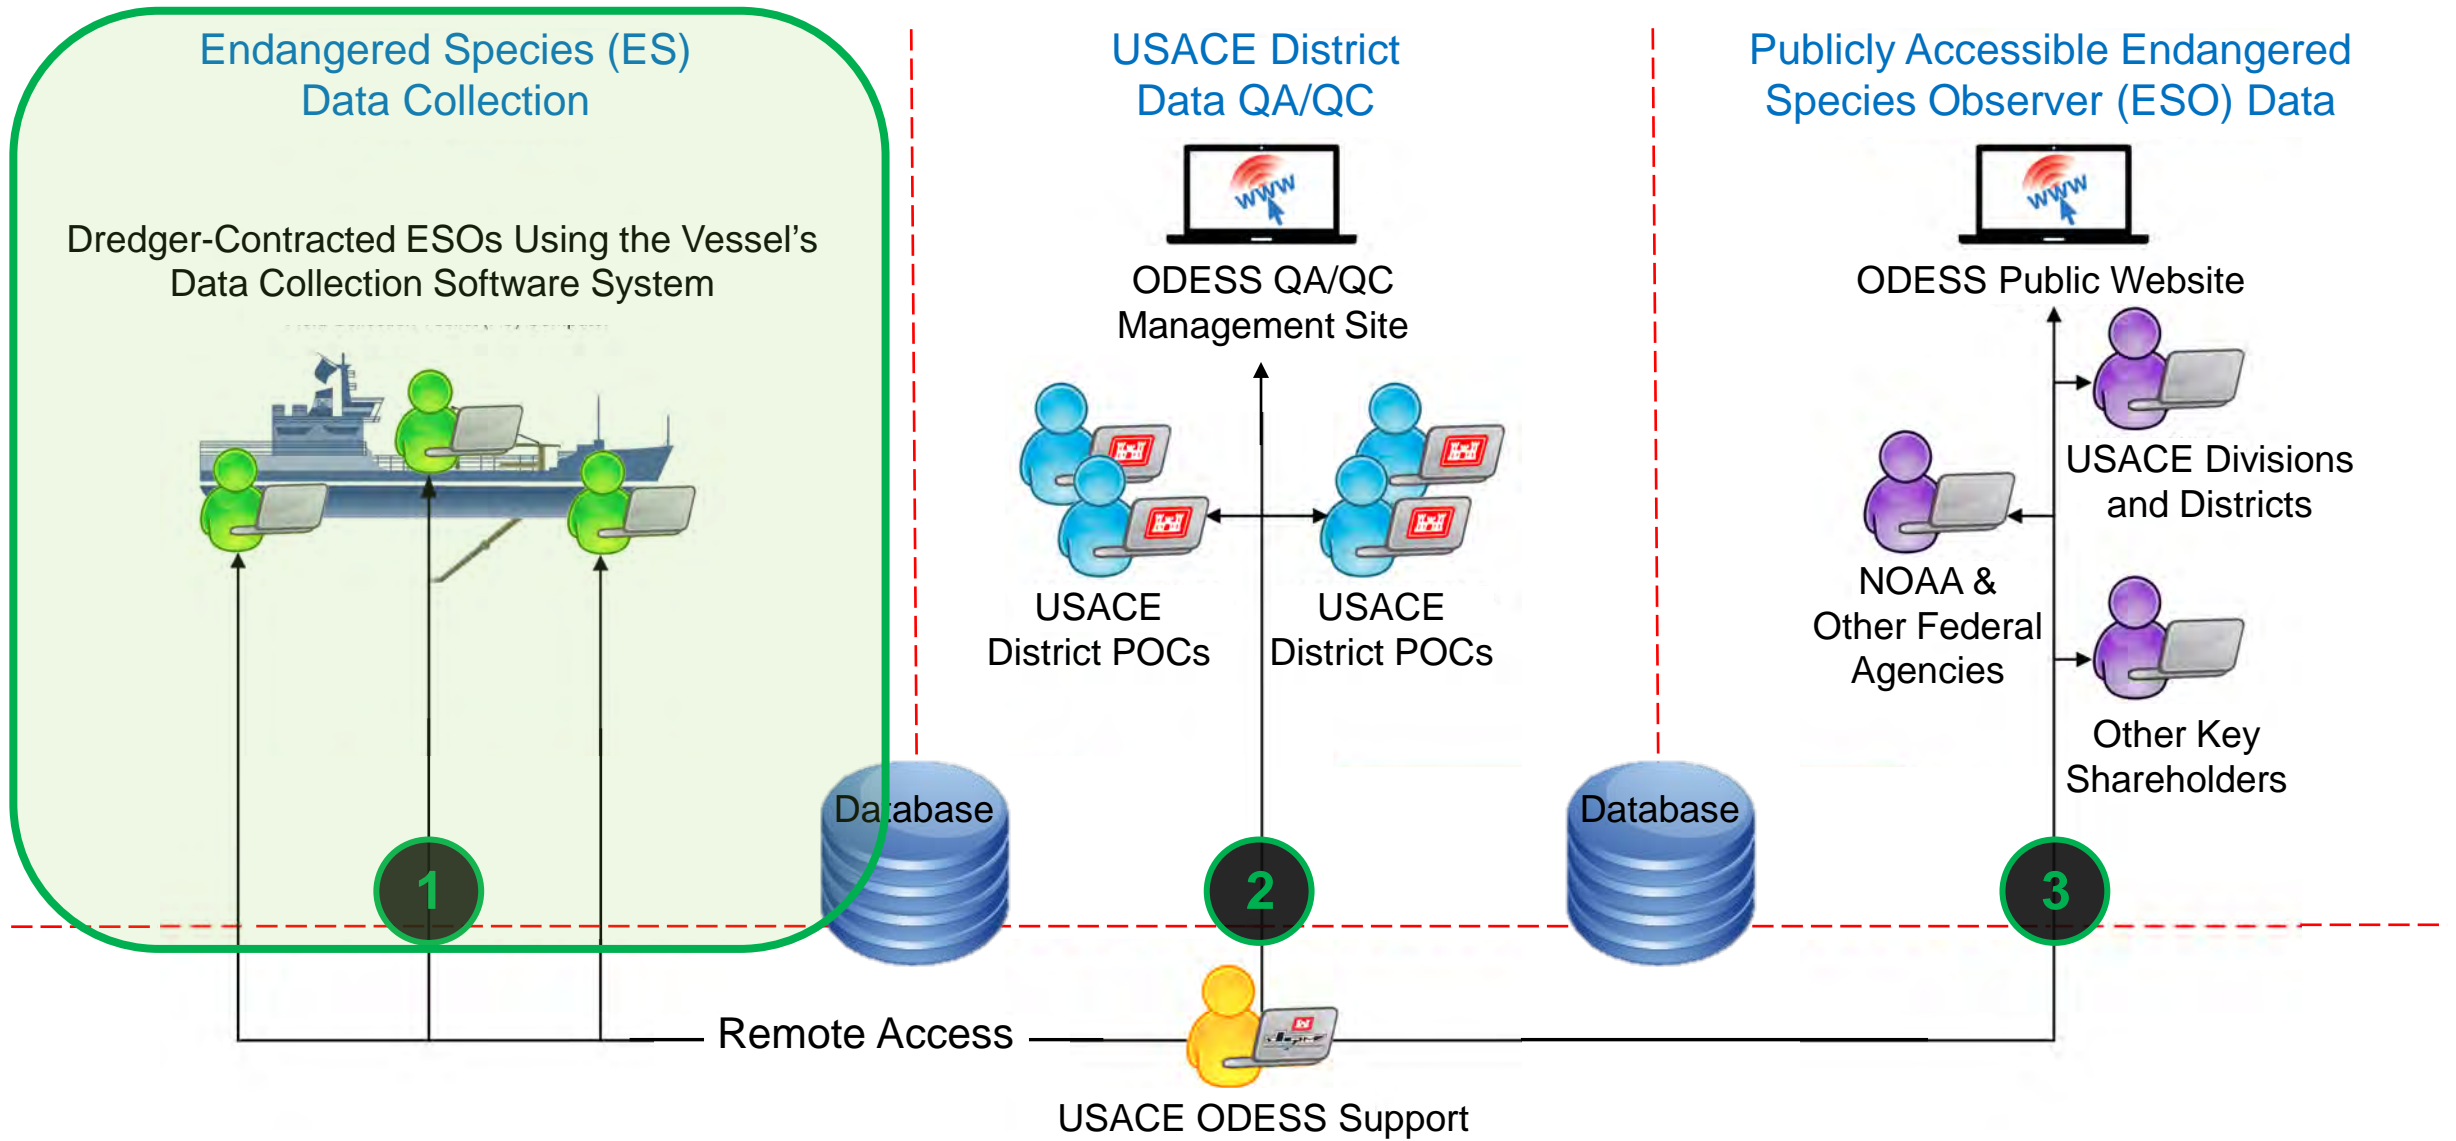 Endangered Species (ES)
Data Collection
Dredger-Contracted ESOs Using the Vessel's
Data Collection Software System
USACE District
Data QA/QC
www
ODESS QA/QC
Management Site
USACE
District POCs
USACE
District POCs
Publicly Accessible Endangered
Species Observer (ESO) Data
www
ODESS Public Website
USACE Divisions
and Districts
NOAA &
Other Federal
Agencies
Other Key
Shareholders
Database
Database
1
2
3
Remote Access
USACE ODESS Support